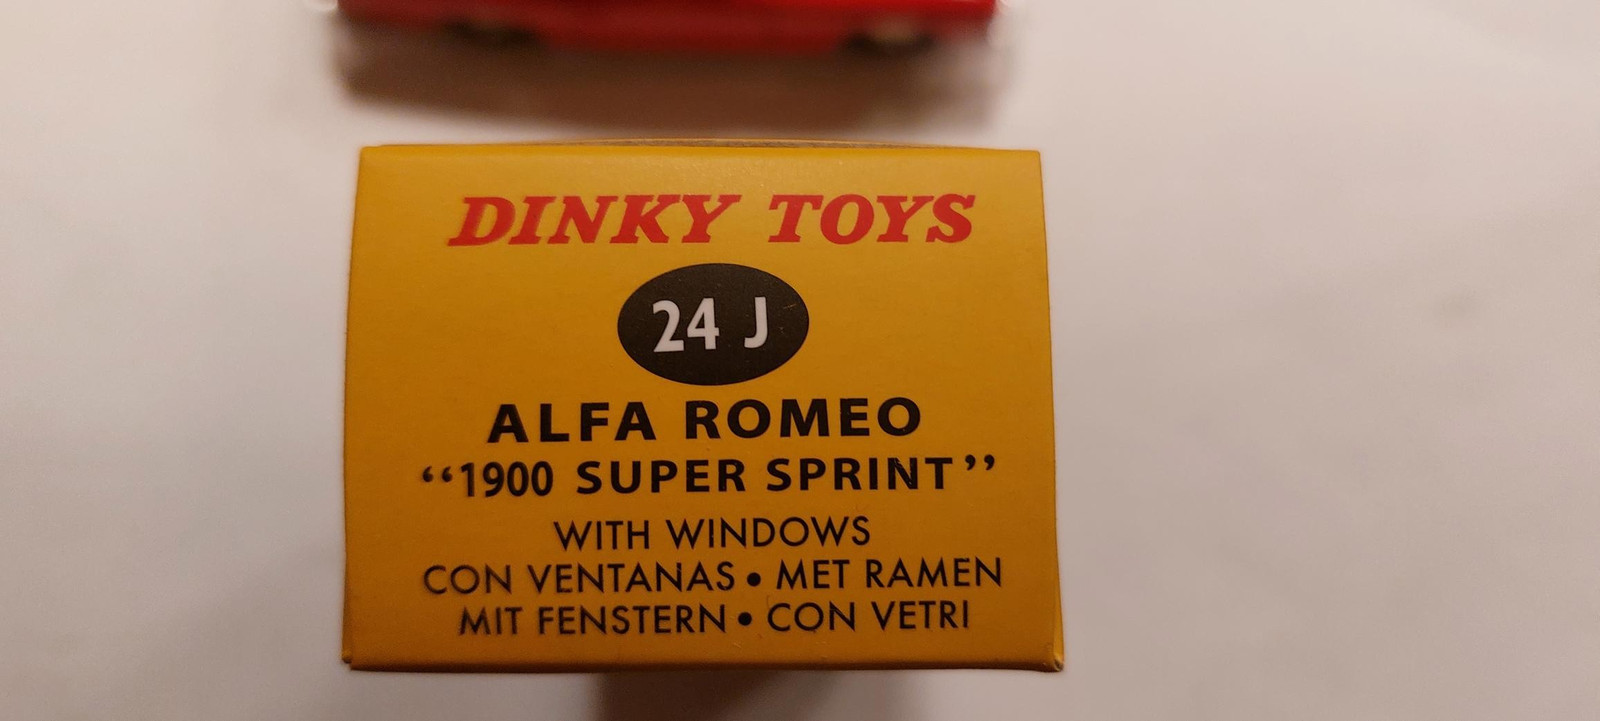 DINKY TOYS
24 J
ALFA ROMEO
“1900 SUPER SPRINT”
WITH WINDOWS
CON VENTANAS • MET RAMEN
MIT FENSTERN • CON VETRI